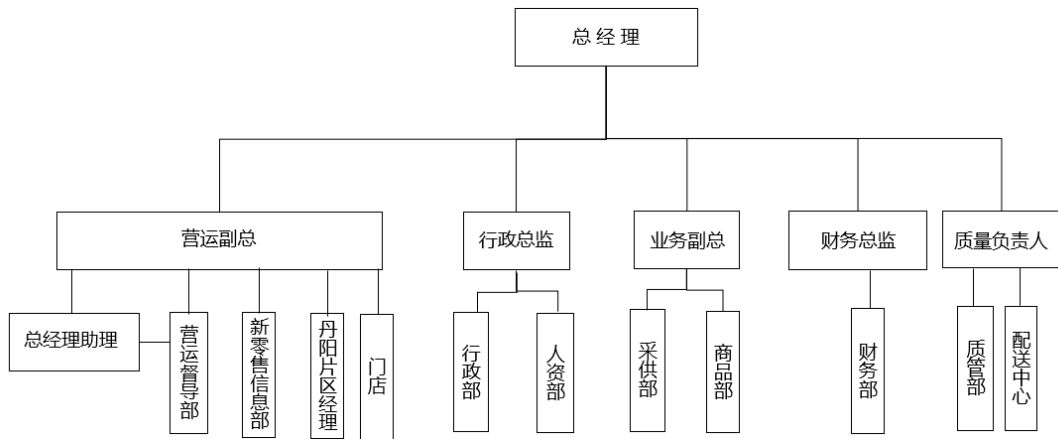 总 经 理
营运副总
行政总监
业务副总
财务总监
质量负责人
总经理助理
营运督导部
新零售信息部
丹阳片区经理
门店
行政部
人资部
采供部
商品部
财务部
质管部
配送中心